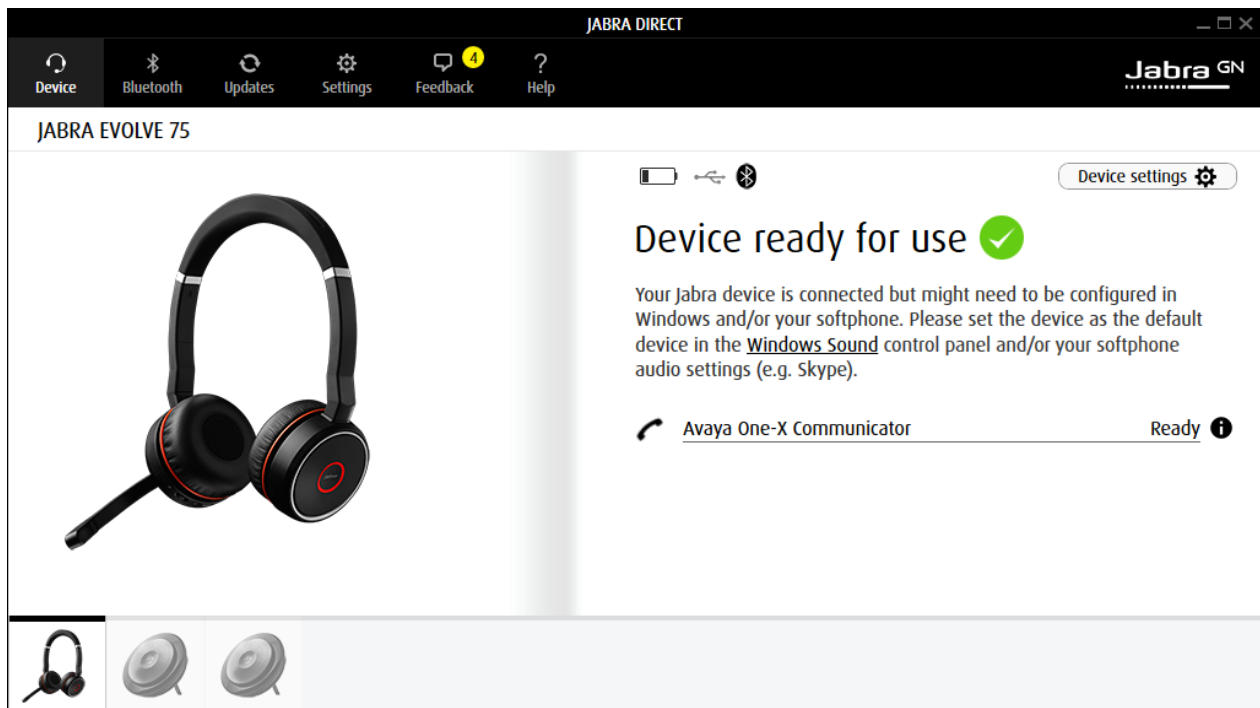 JABRA DIRECT
Device
Bluetooth
Updates
Settings
4
Feedback
?
Help
Jabra GN
JABRA EVOLVE 75
Device settings
Device ready for use
Your Jabra device is connected but might need to be configured in
Windows and/or your softphone. Please set the device as the default
device in the Windows Sound control panel and/or your softphone
audio settings (e.g. Skype).
Avaya One-X Communicator Ready